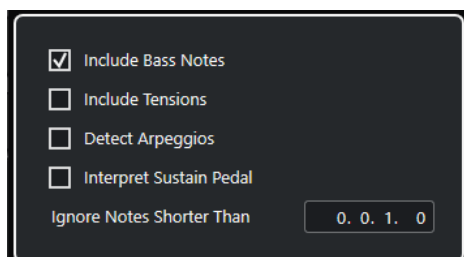 Include Bass Notes
Include Tensions
Detect Arpeggios
Interpret Sustain Pedal
Ignore Notes Shorter Than 0. 0. 1. 0